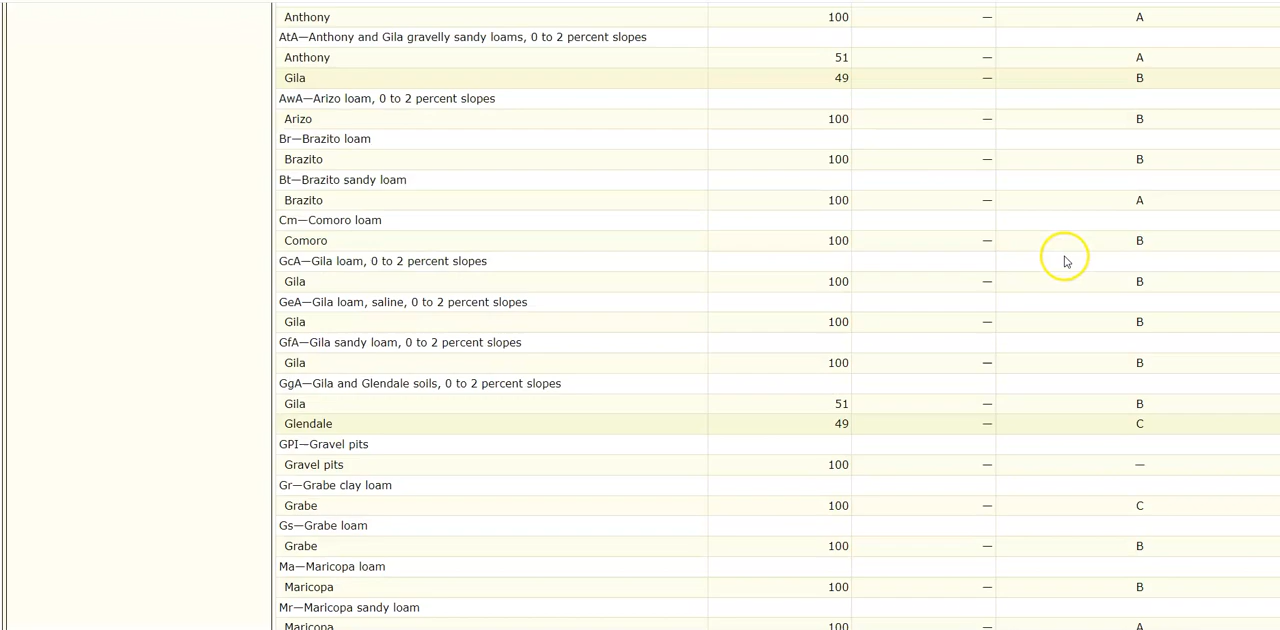 Anthony 100 — A
AtA—Anthony and Gila gravelly sandy loams, 0 to 2 percent slopes
Anthony 51 — A
Gila 49 — B
AwA—Arizo loam, 0 to 2 percent slopes
Arizo 100 — B
Br—Brazito loam
Brazito 100 — B
Bt—Brazito sandy loam
Brazito 100 — A
Cm—Comoro loam
Comoro 100 — B
GcA—Gila loam, 0 to 2 percent slopes
Gila 100 — B
GeA—Gila loam, saline, 0 to 2 percent slopes
Gila 100 — B
GfA—Gila sandy loam, 0 to 2 percent slopes
Gila 100 — B
GgA—Gila and Glendale soils, 0 to 2 percent slopes
Gila 51 — B
Glendale 49 — C
GPI—Gravel pits
Gravel pits 100 — —
Gr—Grabe clay loam
Grabe 100 — C
Gs—Grabe loam
Grabe 100 — B
Ma—Maricopa loam
Maricopa 100 — B
Mr—Maricopa sandy loam
Maricopa 100 — A